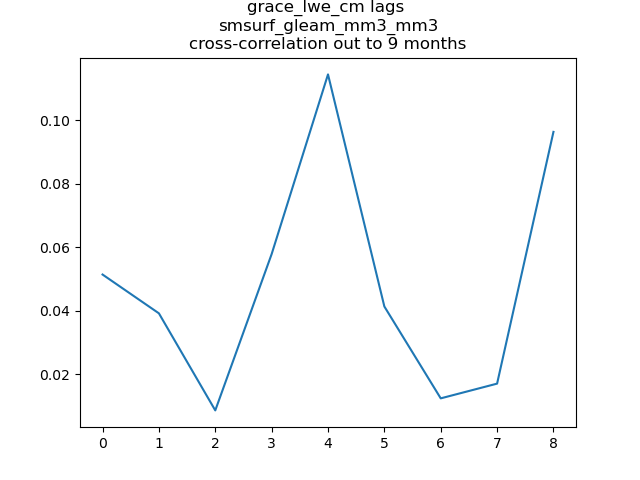 grace_lwe_cm lags
smsurf_gleam_mm3_mm3
cross-correlation out to 9 months
0.10
0.08
0.06
0.04
0.02
0 1 2 3 4 5 6 7 8